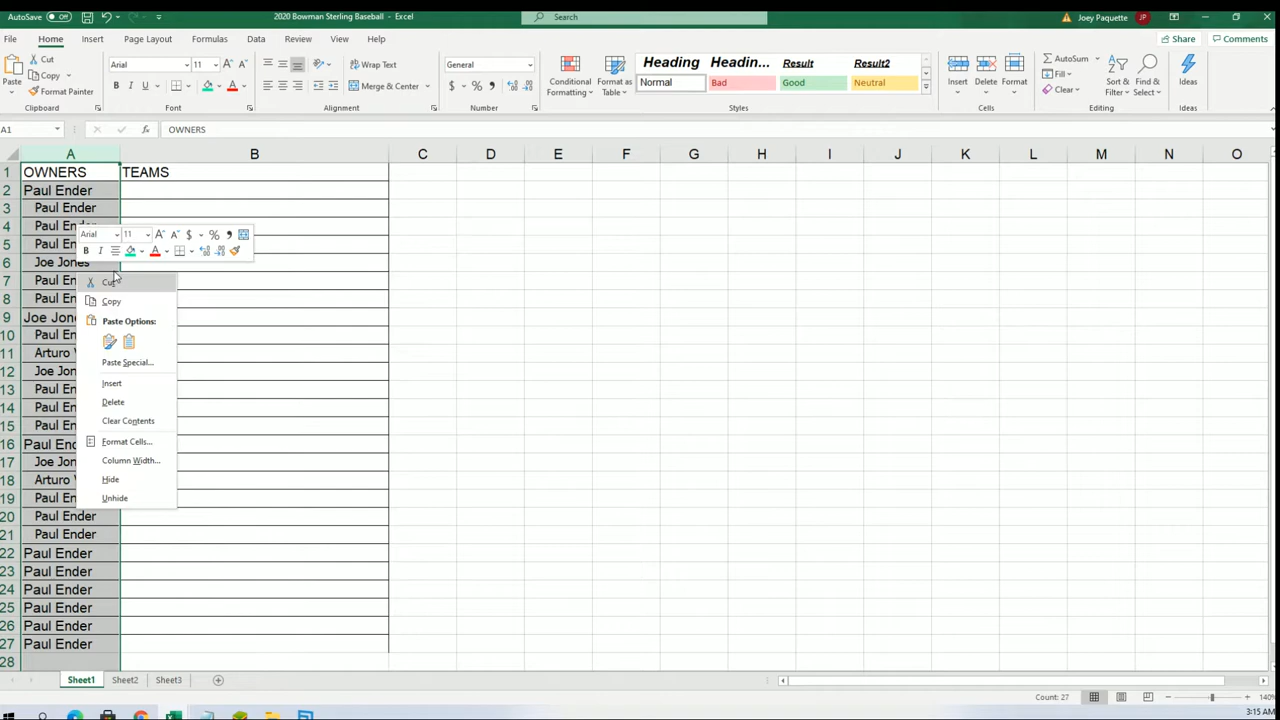 AutoSave Off 2020 Bowman Sterling Baseball - Excel Search Joey Paquette JP
File Home Insert Page Layout Formulas Data Review View Help Share Comments
Paste Cut Copy Format Painter Clipboard
Arial 11 A A B I U A Font
Wrap Text Merge & Center Alignment
General $ % , Number
Conditional Formatting Format as Table
Heading Headin... Result Result2
Normal Bad Good Neutral Styles
Insert Delete Format Cells
AutoSum Fill Clear Sort & Filter Find & Select Editing
Ideas Ideas
A1 fx OWNERS
A B C D E F G H I J K L M N O
1 OWNERS TEAMS
2 Paul Ender
3 Paul Ender
4 Paul Ender
5 Paul En
6 Joe Jones
7 Paul En
8 Paul En
9 Joe Jon
10 Paul En
11 Arturo
12 Joe Jon
13 Paul En
14 Paul En
15 Paul En
16 Paul End
17 Joe Jon
18 Arturo
19 Paul En
20 Paul Ender
21 Paul Ender
22 Paul Ender
23 Paul Ender
24 Paul Ender
25 Paul Ender
26 Paul Ender
27 Paul Ender
28
Arial 11 A A $ % ,
B I A
Cut
Copy
Paste Options:
Paste Special...
Insert
Delete
Clear Contents
Format Cells...
Column Width...
Hide
Unhide
Sheet1 Sheet2 Sheet3
Count: 27 140%
3:15 AM